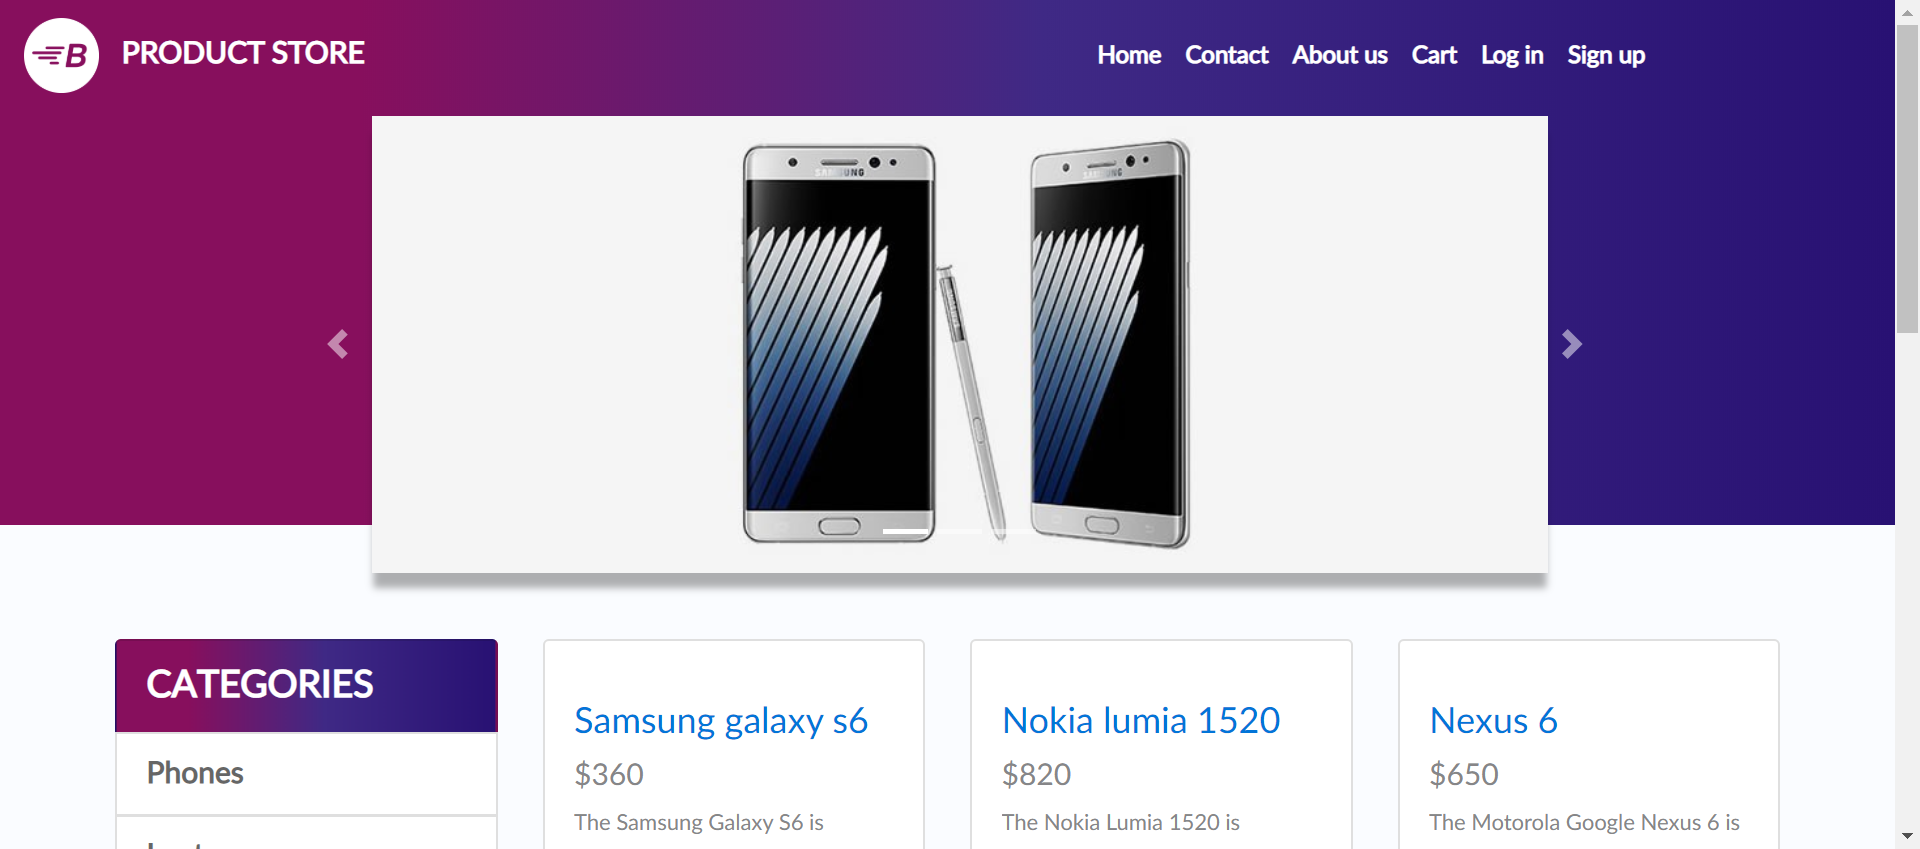 B PRODUCT STORE
Home Contact About us Cart Log in Sign up
SAMSUNG
SAMSUNG
CATEGORIES
Phones
Samsung galaxy s6
$360
The Samsung Galaxy S6 is
Nokia lumia 1520
$820
The Nokia Lumia 1520 is
Nexus 6
$650
The Motorola Google Nexus 6 is